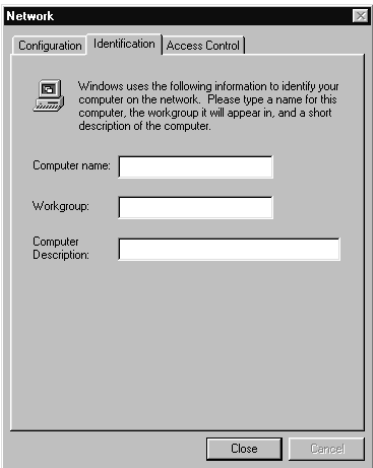 Network
Configuration Identification Access Control
Windows uses the following information to identify your
computer on the network. Please type a name for this
computer, the workgroup it will appear in, and a short
description of the computer.
Computer name:
Workgroup:
Computer
Description:
Close Cancel